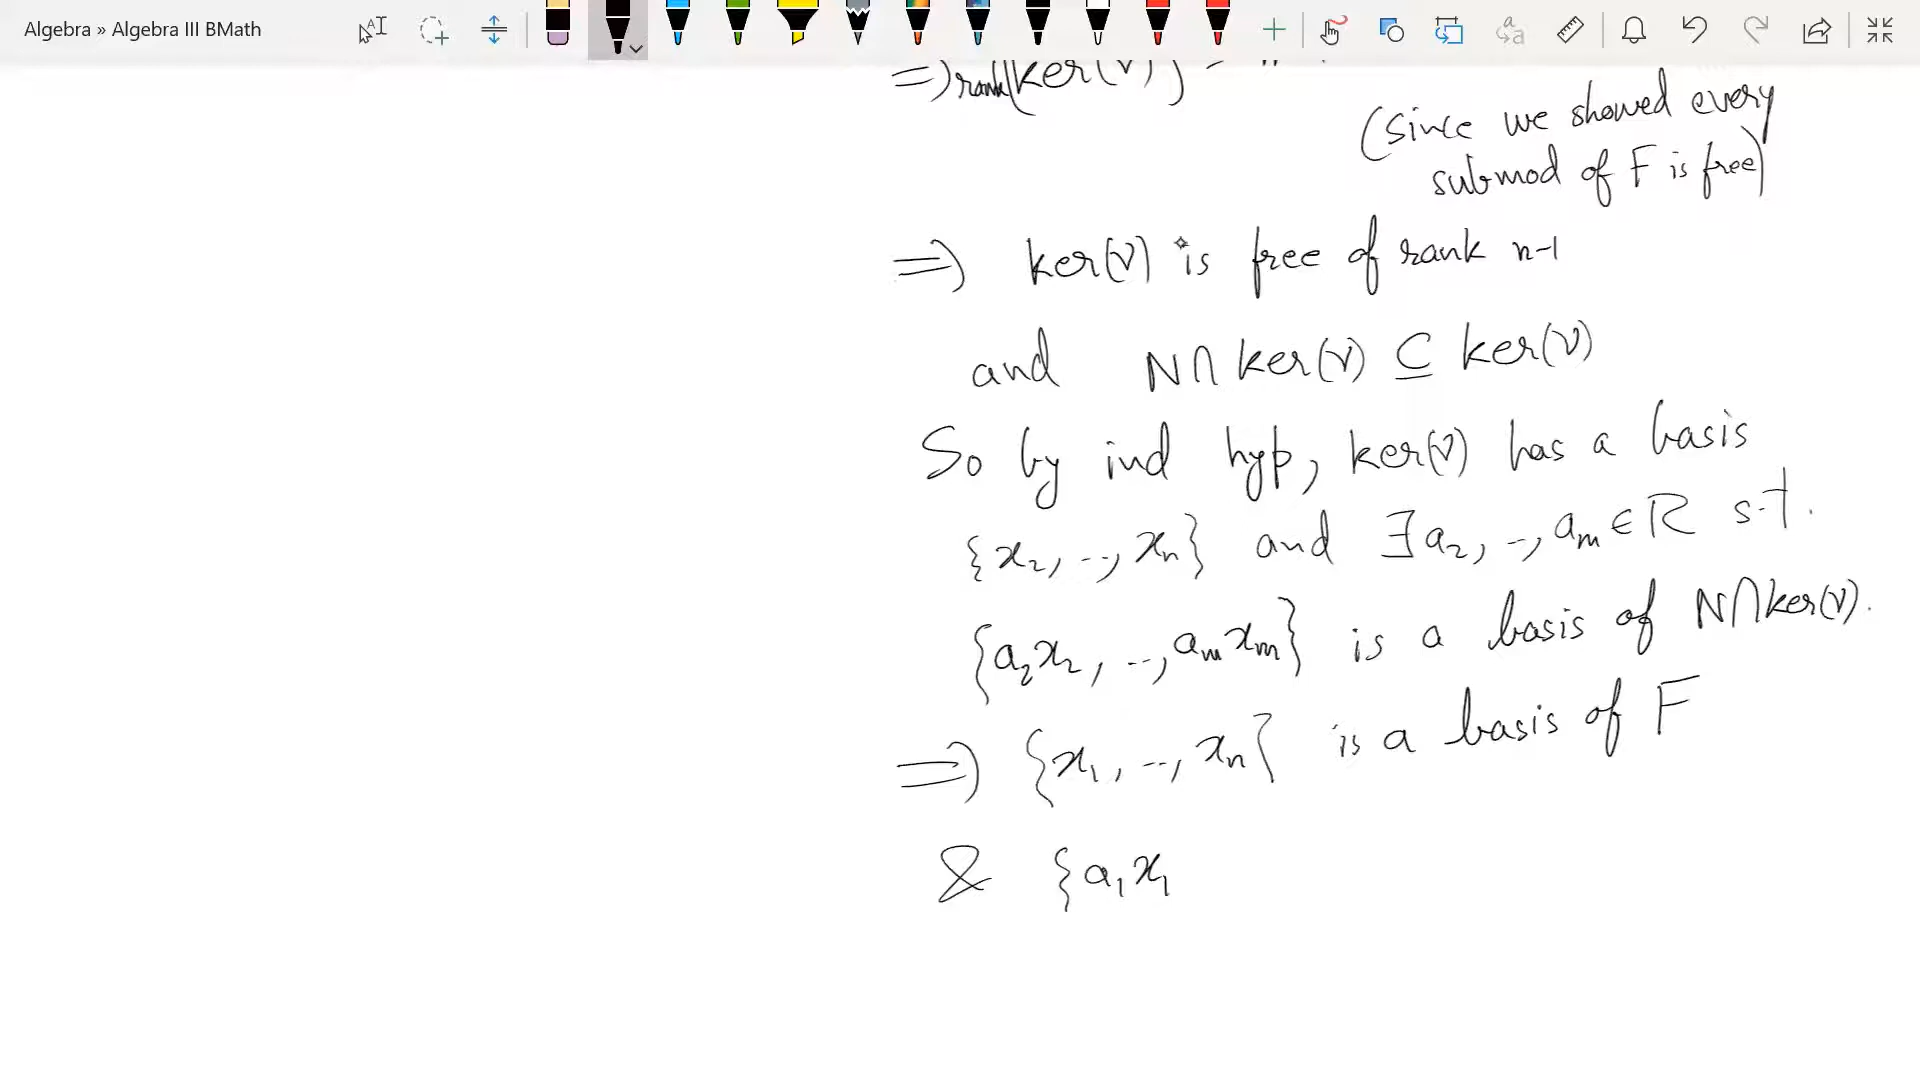 Algebra » Algebra III BMath
=> rank(ker(ν)) =
(Since we showed every
submod of F is free)
=> ker(ν) is free of rank n-1
and N∩ker(ν) ⊆ ker(ν)
So by ind hyp, ker(ν) has a basis
{x₂, .., xₙ} and ∃ a₂, .., aₘ ∈ R s.t.
{a₂x₂, .., aₘxₘ} is a basis of N∩ker(ν).
=> {x₁, .., xₙ} is a basis of F
& {a₁x₁